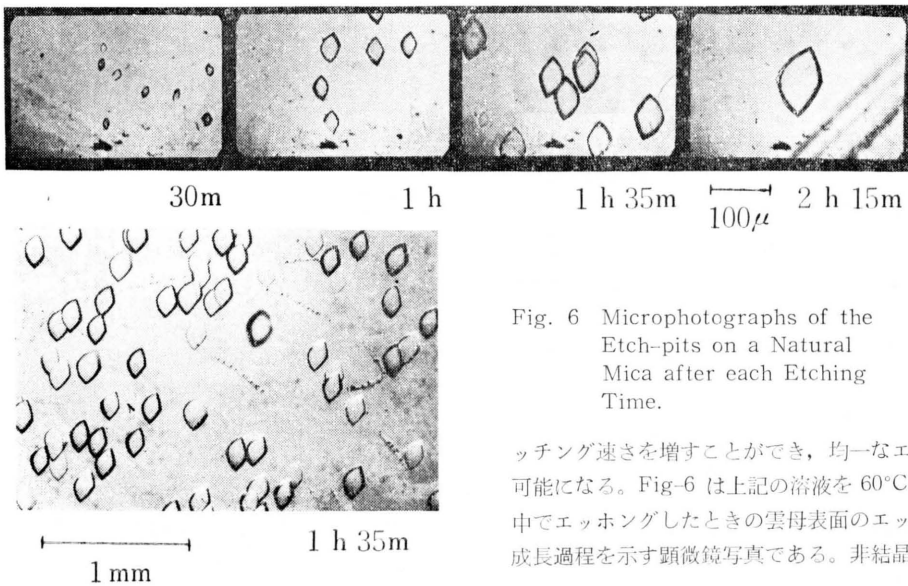 30m
1 h
1 h 35m
100μ
2 h 15m
1 h 35m
1 mm
Fig. 6 Microphotographs of the
Etch-pits on a Natural
Mica after each Etching
Time.
ッチング速さを増すことができ，均一なエ
可能になる。Fig-6 は上記の溶液を 60°C
中でエッホングしたときの雲母表面のエッ
成長過程を示す顕微鏡写真である。非結晶